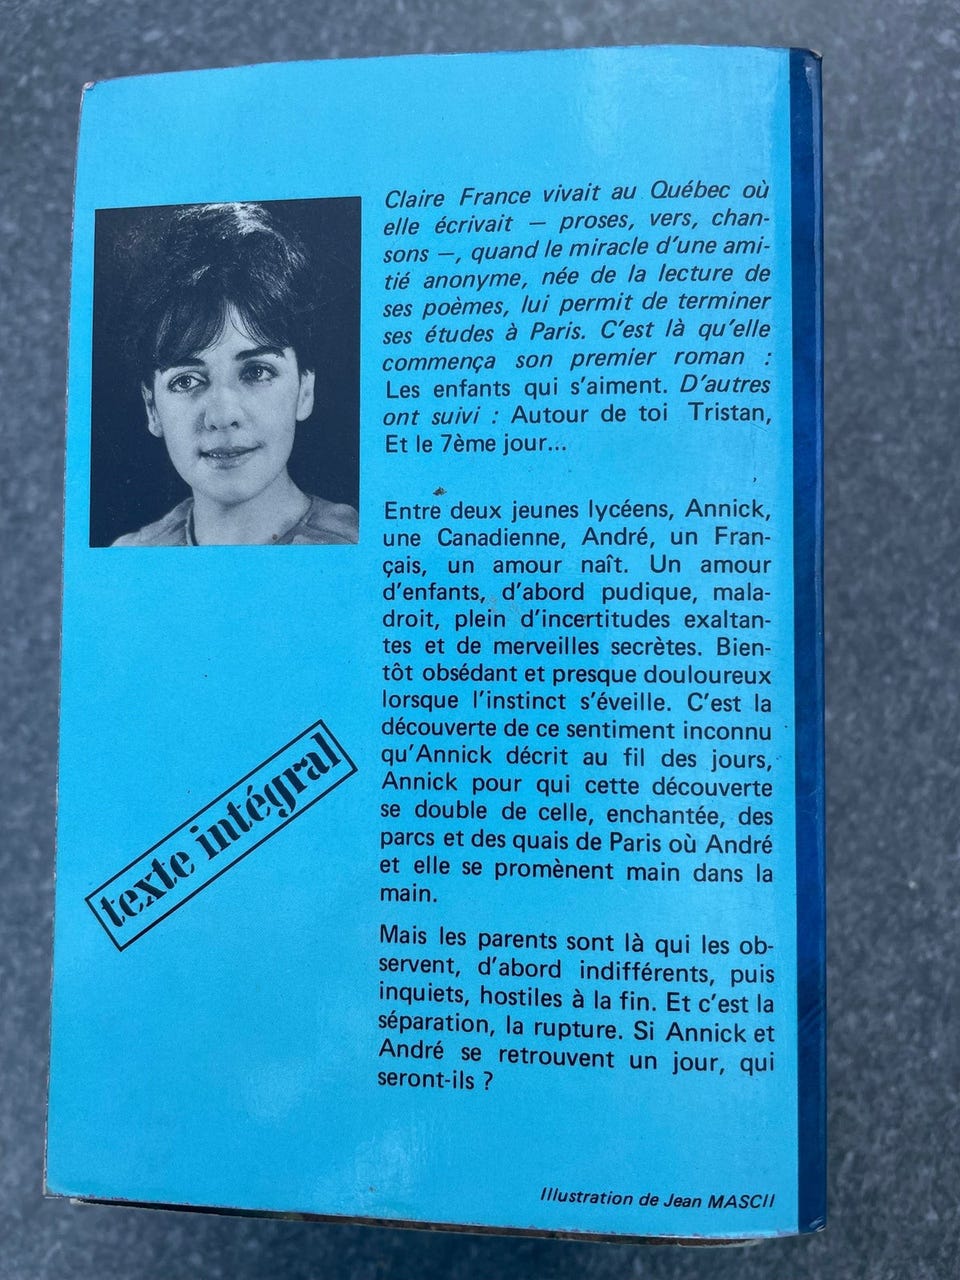 Claire France vivait au Québec où
elle écrivait — proses, vers, chan-
sons —, quand le miracle d'une ami-
tié anonyme, née de la lecture de
ses poèmes, lui permit de terminer
ses études à Paris. C'est là qu'elle
commença son premier roman :
Les enfants qui s'aiment. D'autres
ont suivi : Autour de toi Tristan,
Et le 7ème jour...
Entre deux jeunes lycéens, Annick,
une Canadienne, André, un Fran-
çais, un amour naît. Un amour
d'enfants, d'abord pudique, mala-
droit, plein d'incertitudes exaltan-
tes et de merveilles secrètes. Bien-
tôt obsédant et presque douloureux
lorsque l'instinct s'éveille. C'est la
découverte de ce sentiment inconnu
qu'Annick décrit au fil des jours,
Annick pour qui cette découverte
se double de celle, enchantée, des
parcs et des quais de Paris où André
et elle se promènent main dans la
main.
Mais les parents sont là qui les ob-
servent, d'abord indifférents, puis
inquiets, hostiles à la fin. Et c'est la
séparation, la rupture. Si Annick et
André se retrouvent un jour, qui
seront-ils ?
texte intégral
Illustration de Jean MASCII